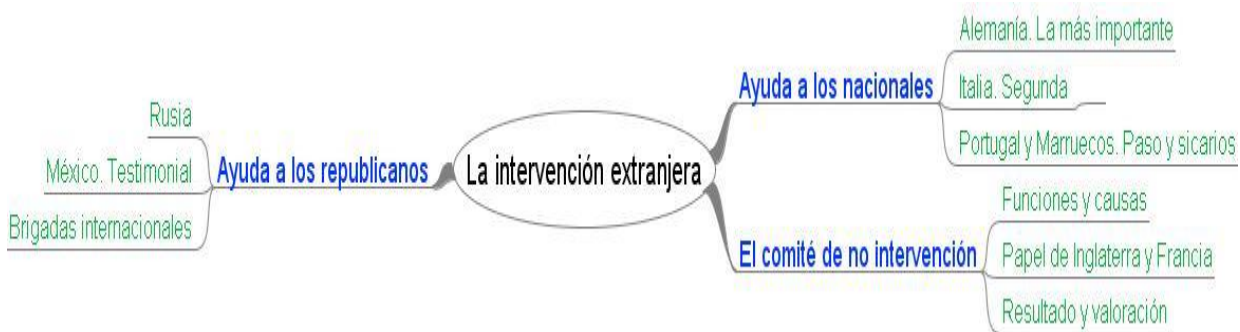 La intervención extranjera
Ayuda a los nacionales
Alemanía. La más importante
Italia. Segunda
Portugal y Marruecos. Paso y sicarios
El comité de no intervención
Funciones y causas
Papel de Inglaterra y Francia
Resultado y valoración
Ayuda a los republicanos
Rusia
México. Testimonial
Brigadas internacionales